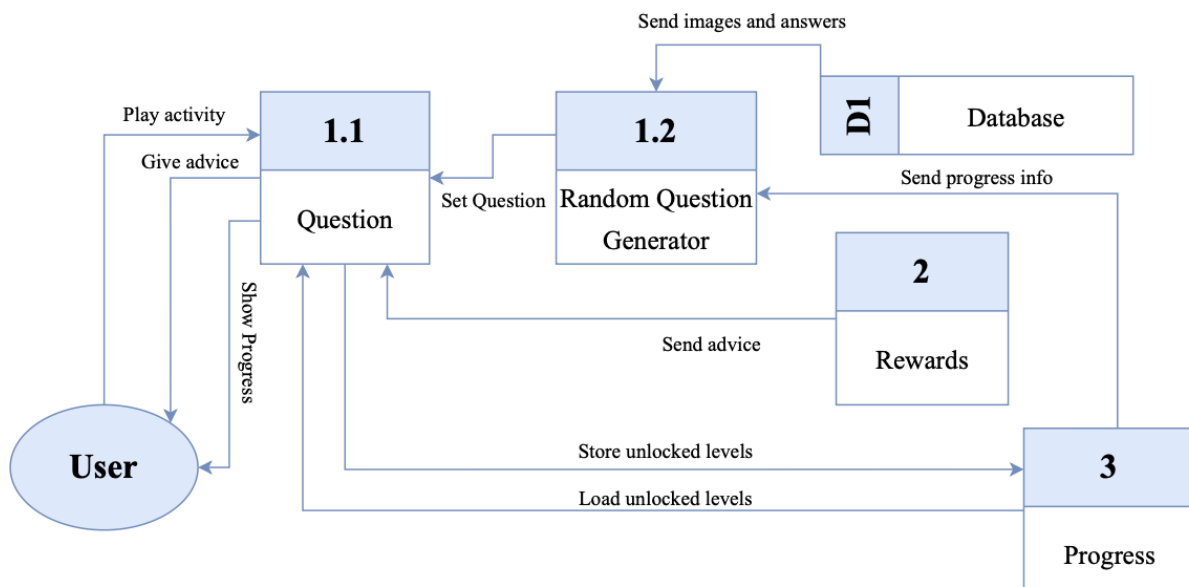 Send images and answers
Play activity
1.1
1.2
D1
Database
Give advice
Set Question
Send progress info
Question
Random Question
Generator
2
Show Progress
Send advice
Rewards
User
Store unlocked levels
3
Load unlocked levels
Progress